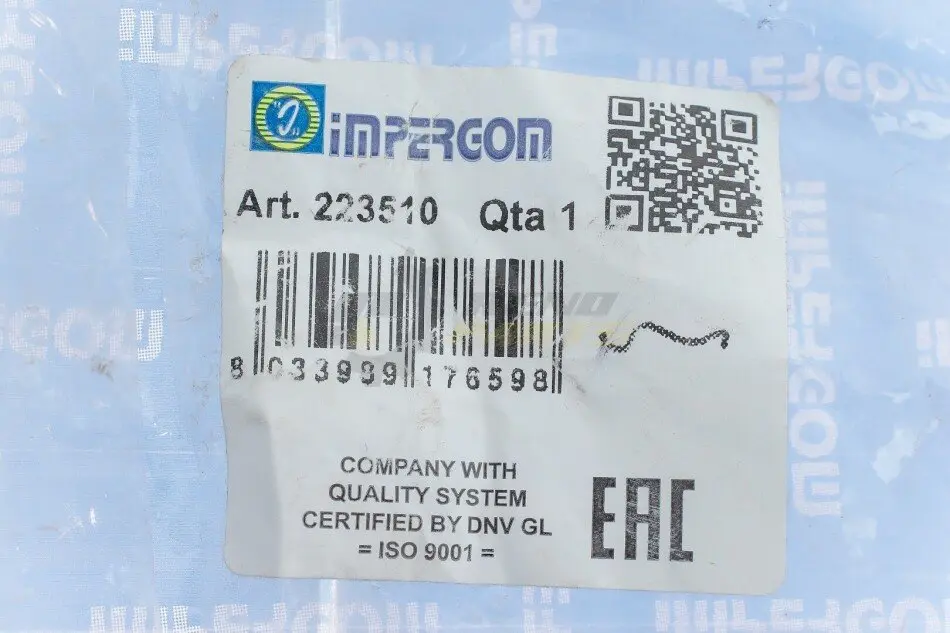 IMPERGOM
Art. 223510 Qta 1
8 033999 176598
COMPANY WITH
QUALITY SYSTEM
CERTIFIED BY DNV GL
= ISO 9001 =
EAC